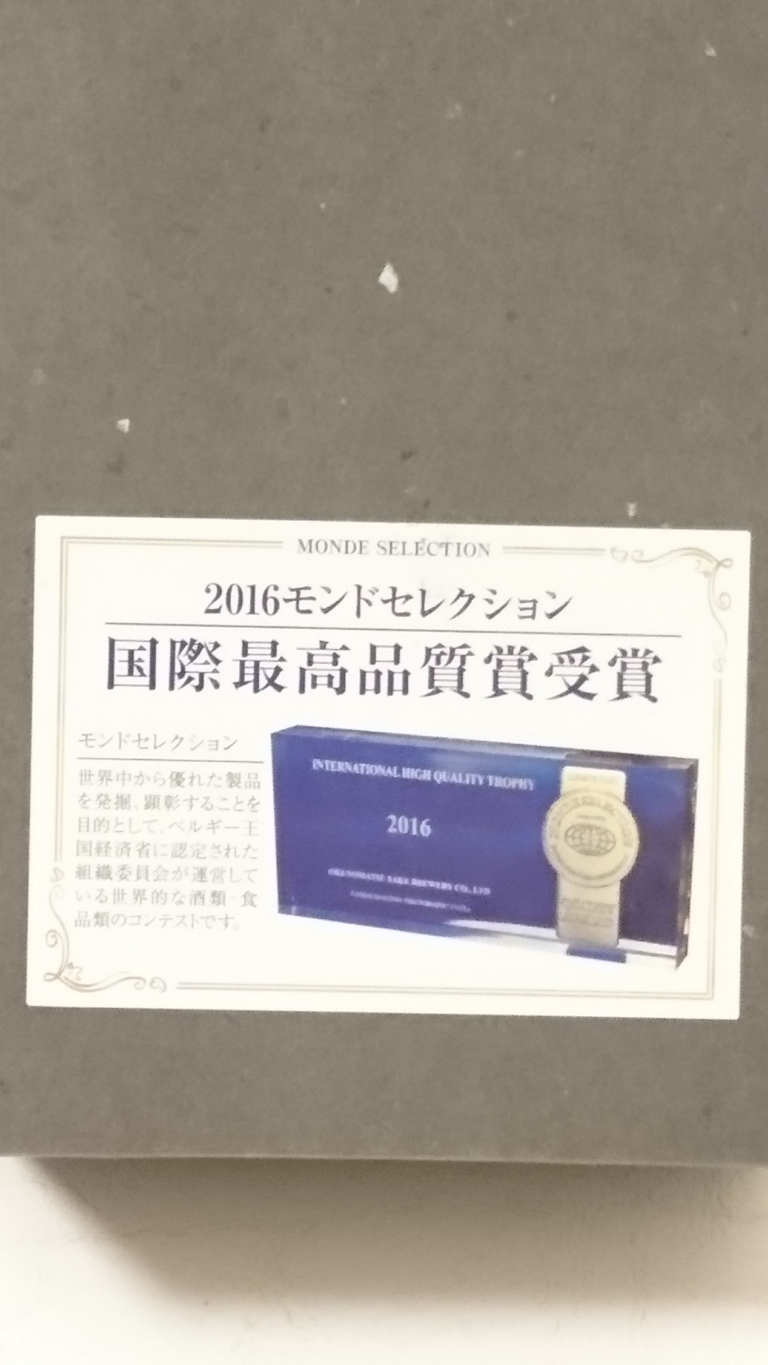 MONDE SELECTION
2016モンドセレクション
国際最高品質賞受賞
モンドセレクション
世界中から優れた製品
を発掘、顕彰することを
目的として、ベルギー王
国経済省に認定された
組織委員会が運営して
いる世界的な酒類・食
品類のコンテストです。
INTERNATIONAL HIGH QUALITY TROPHY
2016
OKUNOMATSU SAKE BREWERY CO., LTD